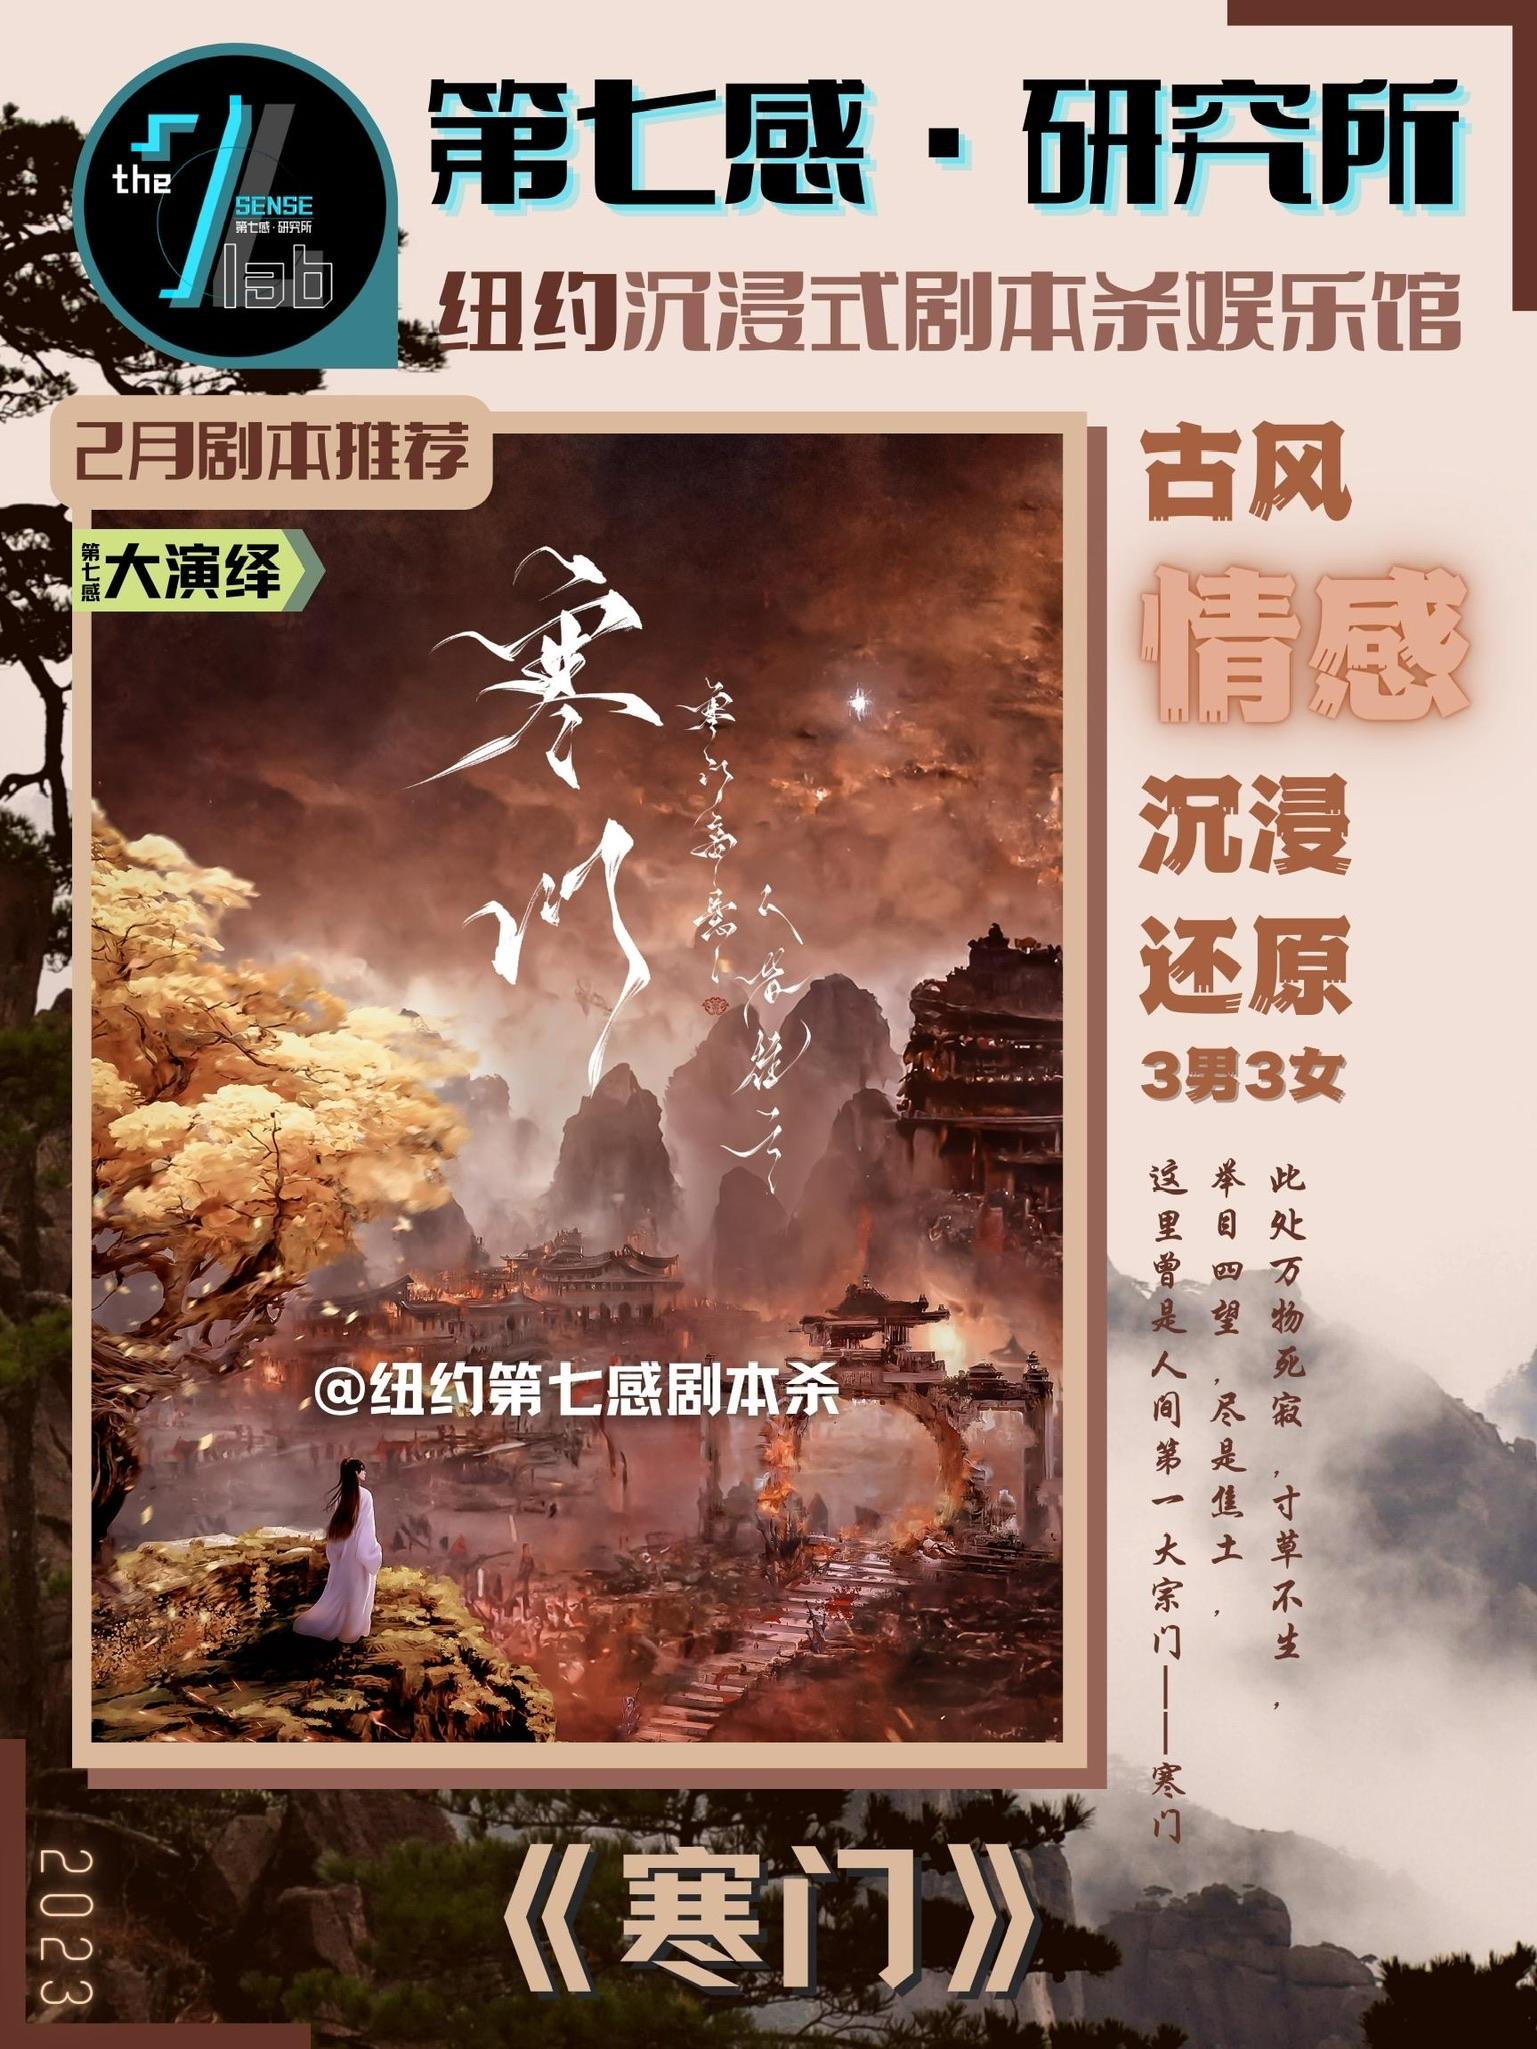 the
SENSE
第七感·研究所
lab
第七感·研究所
纽约沉浸式剧本杀娱乐馆
2月剧本推荐
第七感
大演绎
寒门
古风
情感
沉浸
还原
3男3女
此处万物死寂,寸草不生,
举目四望,尽是焦土,
这里曾是人间第一大宗门——寒门
@纽约第七感剧本杀
《寒门》
2023